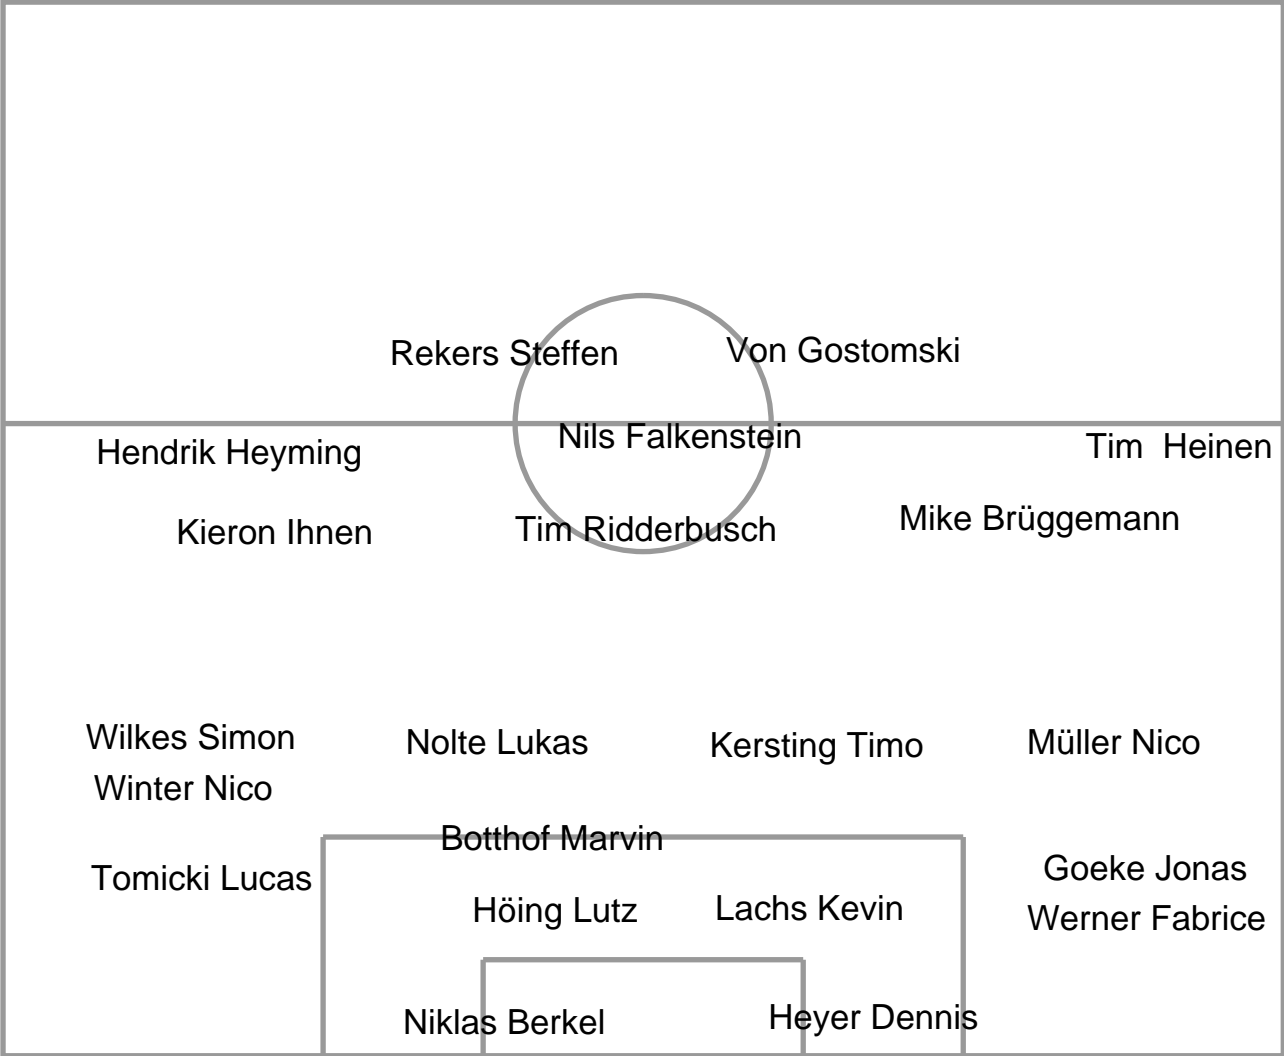 Rekers Steffen
Von Gostomski
Nils Falkenstein
Hendrik Heyming
Tim  Heinen
Kieron Ihnen
Tim Ridderbusch
Mike Brüggemann
Wilkes Simon
Nolte Lukas
Kersting Timo
Müller Nico
Winter Nico
Botthof Marvin
Tomicki Lucas
Goeke Jonas
Höing Lutz
Lachs Kevin
Werner Fabrice
Niklas Berkel
Heyer Dennis